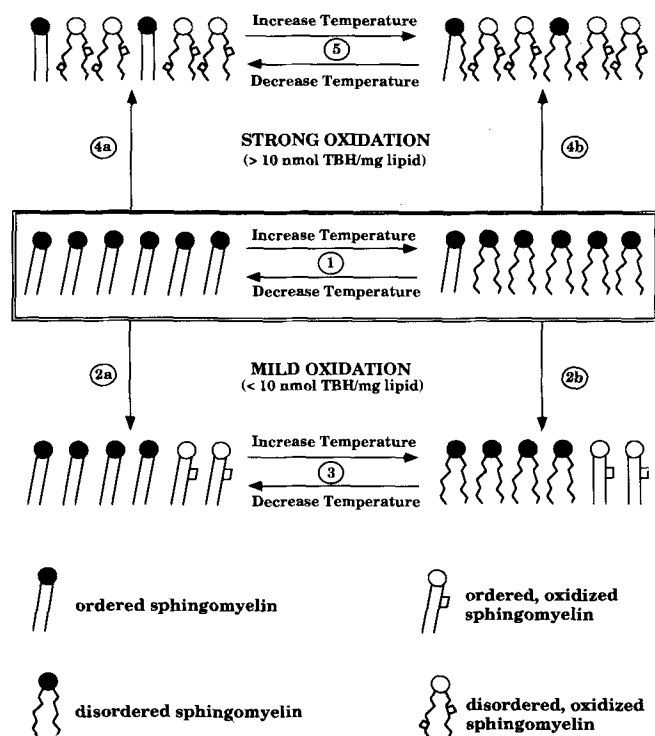 Increase Temperature
5
Decrease Temperature
4a
STRONG OXIDATION
(> 10 nmol TBH/mg lipid)
4b
Increase Temperature
1
Decrease Temperature
2a
MILD OXIDATION
(< 10 nmol TBH/mg lipid)
2b
Increase Temperature
3
Decrease Temperature
ordered sphingomyelin
ordered, oxidized
sphingomyelin
disordered sphingomyelin
disordered, oxidized
sphingomyelin